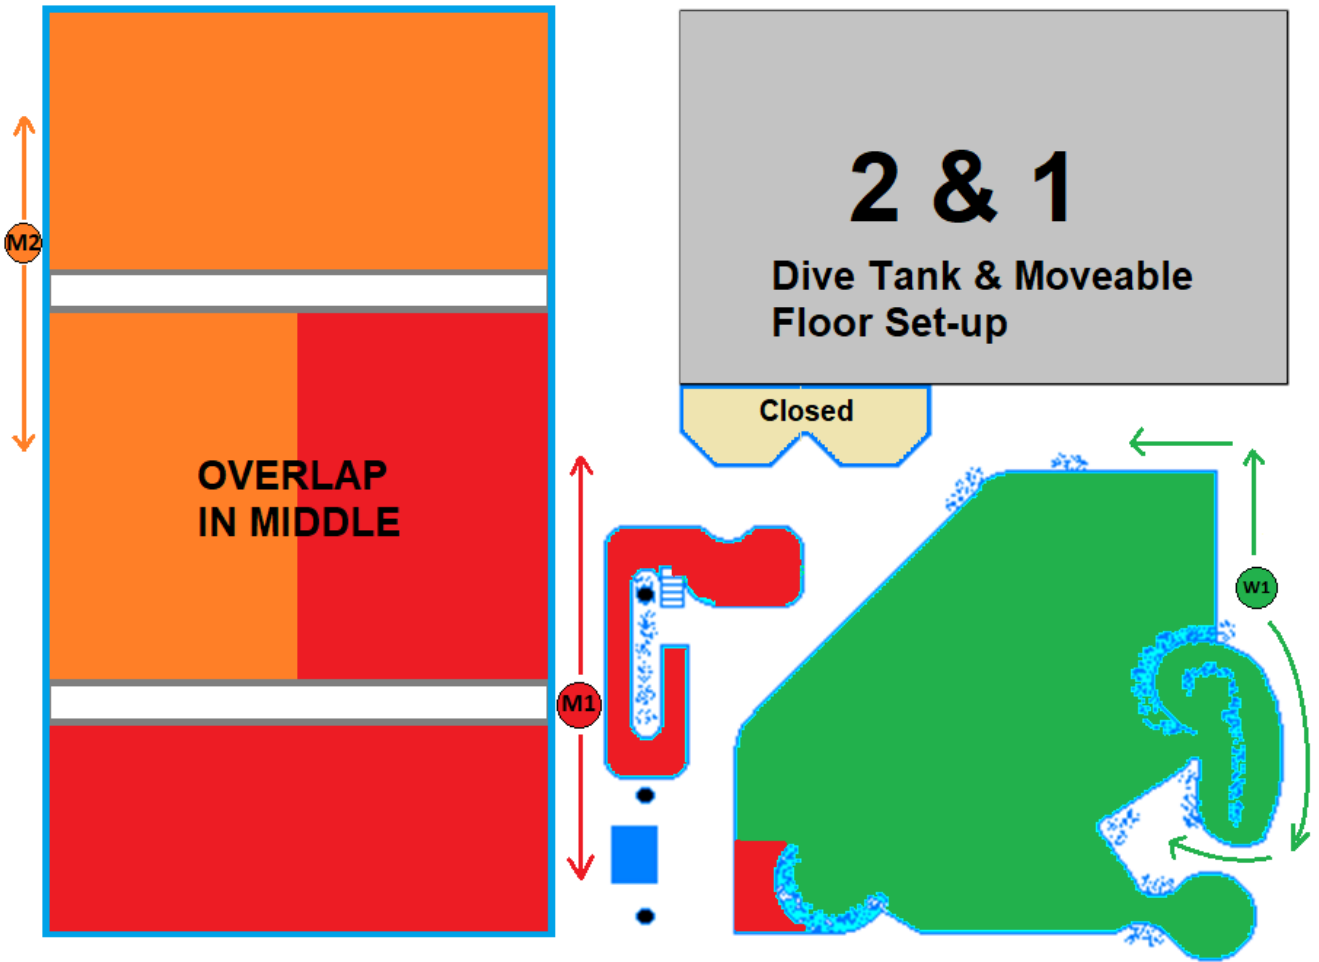 2 & 1
Dive Tank & Moveable
Floor Set-up
M2
Closed
OVERLAP
IN MIDDLE
W1
M1